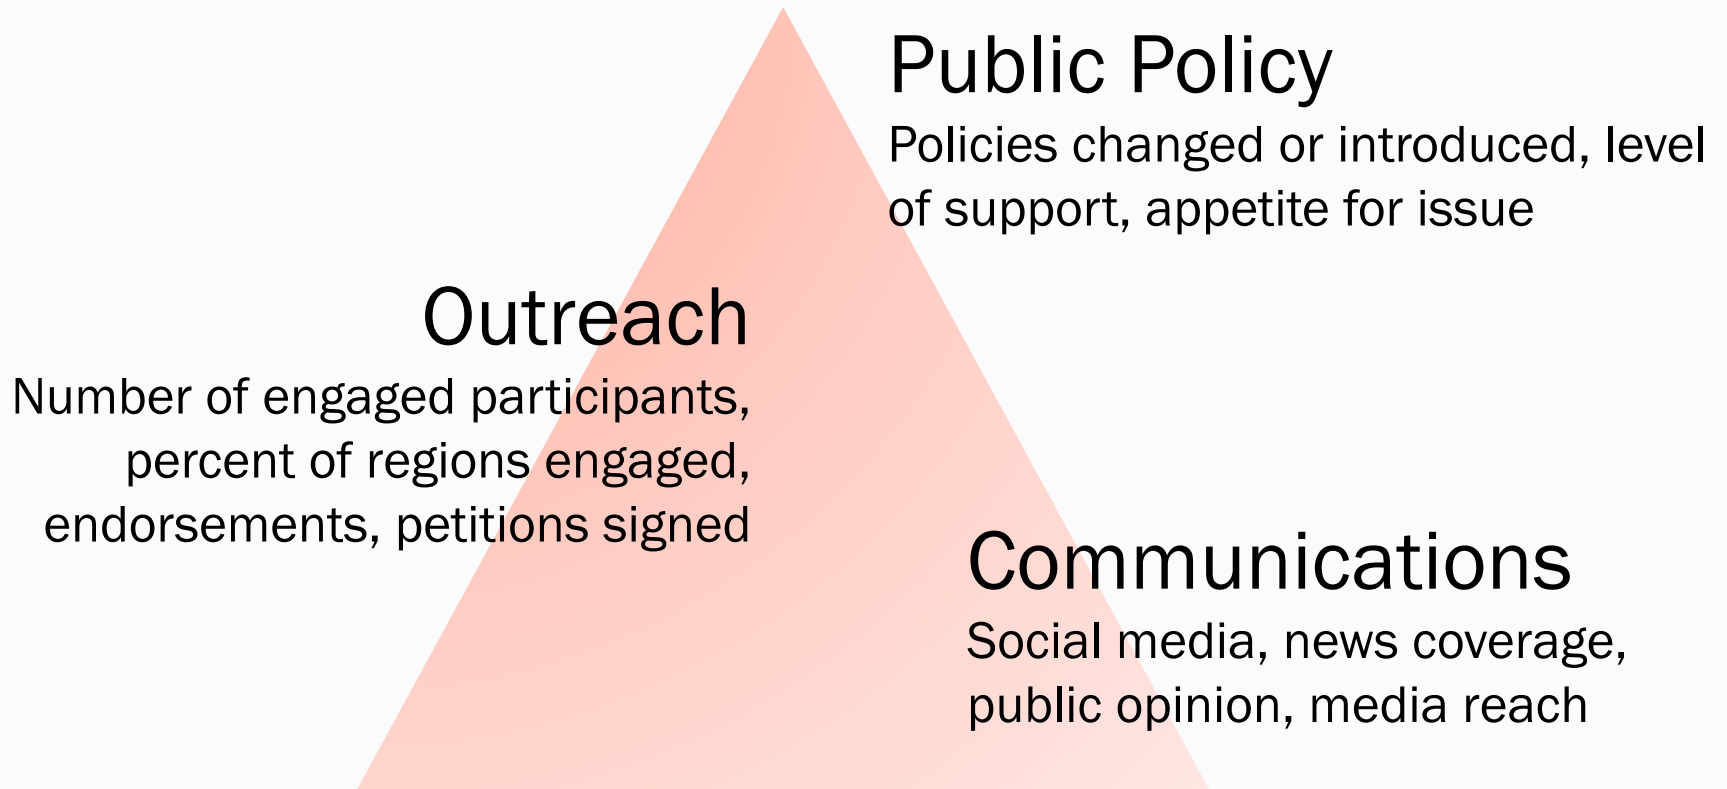 Public Policy
Policies changed or introduced, level
of support, appetite for issue
Outreach
Number of engaged participants,
percent of regions engaged,
endorsements, petitions signed
Communications
Social media, news coverage,
public opinion, media reach